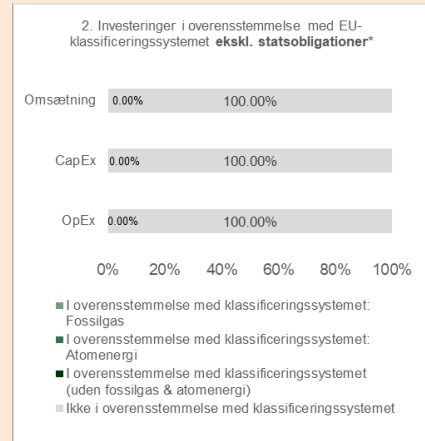 2. Investeringer i overensstemmelse med EU-
klassificeringssystemet ekskl. statsobligationer*
Omsætning 0.00% 100.00%
CapEx 0.00% 100.00%
OpEx 0.00% 100.00%
0% 20% 40% 60% 80% 100%
I overensstemmelse med klassificeringssystemet:
Fossilgas
I overensstemmelse med klassificeringssystemet:
Atomenergi
I overensstemmelse med klassificeringssystemet
(uden fossilgas & atomenergi)
Ikke i overensstemmelse med klassificeringssystemet